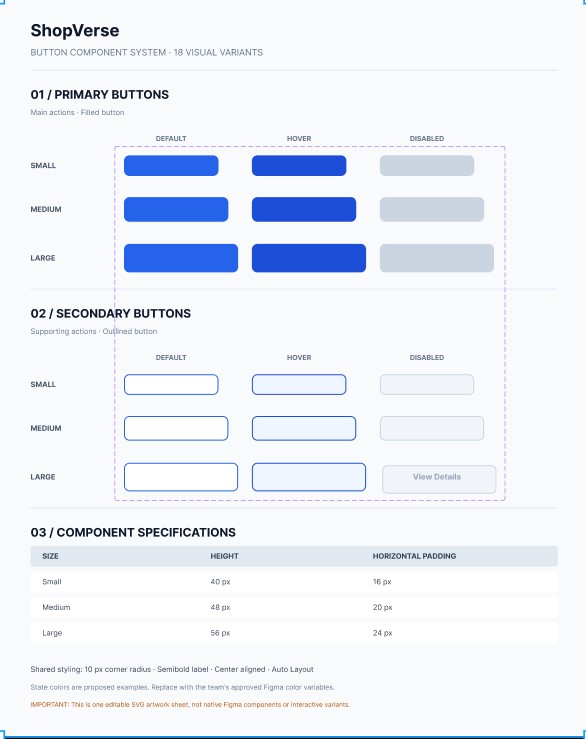 ShopVerse
BUTTON COMPONENT SYSTEM · 18 VISUAL VARIANTS
01 / PRIMARY BUTTONS
Main actions · Filled button
DEFAULT HOVER DISABLED
SMALL
MEDIUM
LARGE
02 / SECONDARY BUTTONS
Supporting actions · Outlined button
DEFAULT HOVER DISABLED
SMALL
MEDIUM
LARGE View Details
03 / COMPONENT SPECIFICATIONS
SIZE HEIGHT HORIZONTAL PADDING
Small 40 px 16 px
Medium 48 px 20 px
Large 56 px 24 px
Shared styling: 10 px corner radius · Semibold label · Center aligned · Auto Layout
State colors are proposed examples. Replace with the team's approved Figma color variables.
IMPORTANT: This is one editable SVG artwork sheet, not native Figma components or interactive variants.